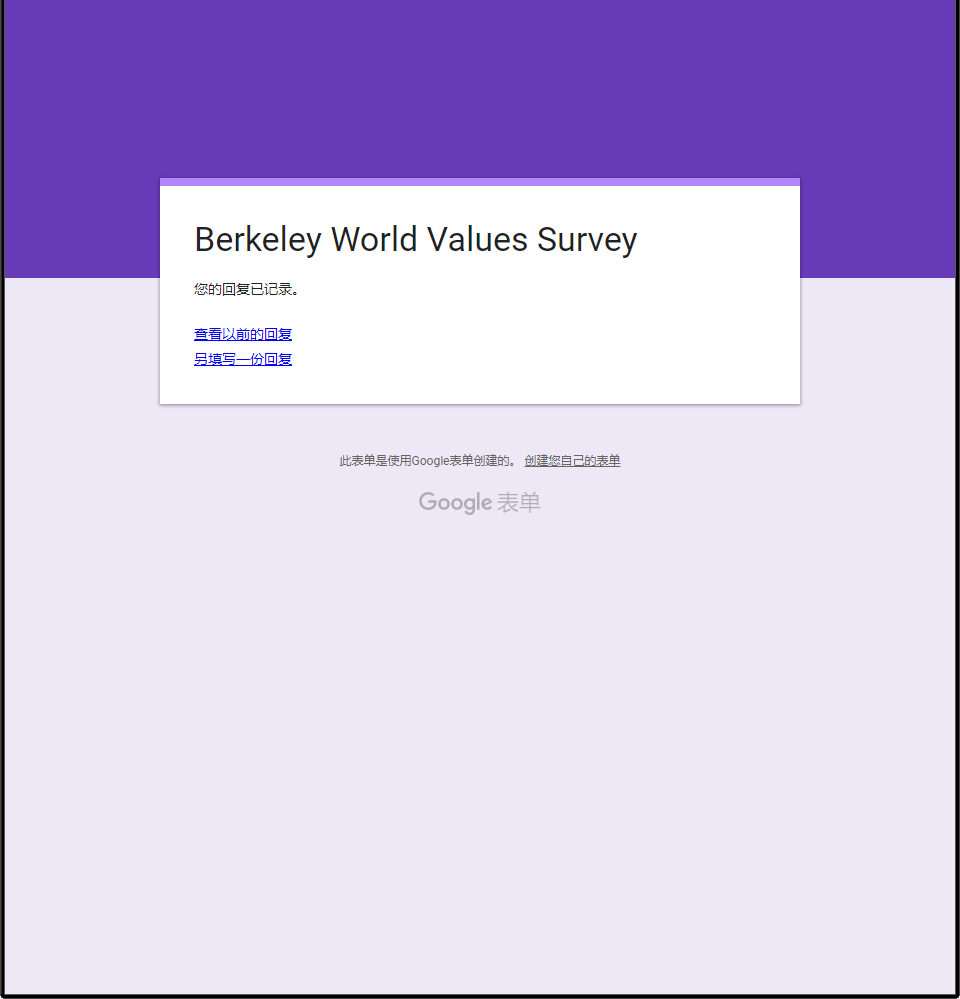 Berkeley World Values Survey
您的回复已记录。
查看以前的回复
另填写一份回复
此表单是使用Google表单创建的。 创建您自己的表单
Google 表单